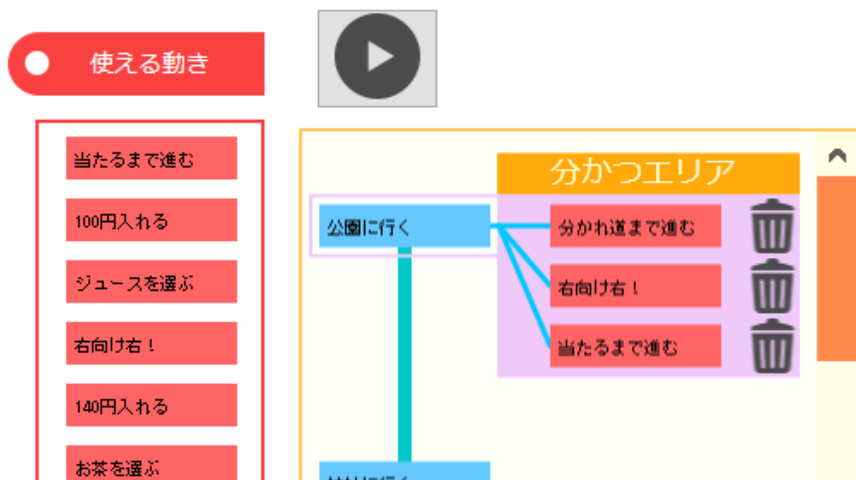 使える動き
当たるまで進む
100円入れる
ジュースを選ぶ
右向け右！
140円入れる
お茶を選ぶ
分かつエリア
公園に行く
分かれ道まで進む
右向け右！
当たるまで進む